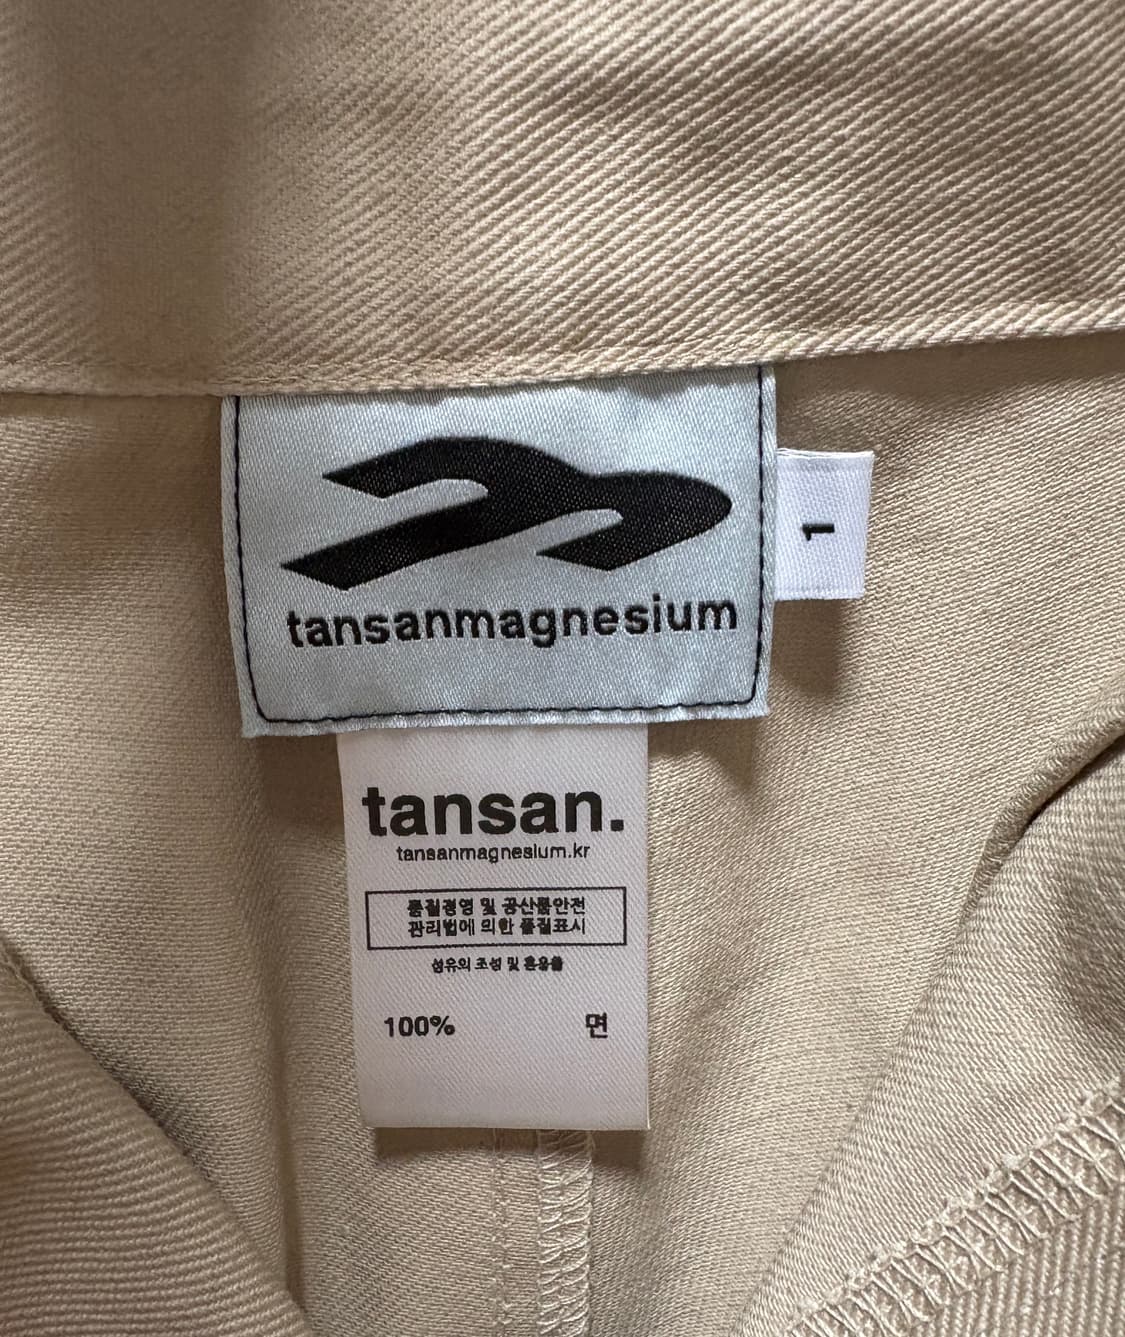 tansanmagnesium
1
tansan.
tansanmagnesium.kr
품질경영 및 공산품안전
관리법에 의한 품질표시
섬유의 조성 및 혼용율
100% 면